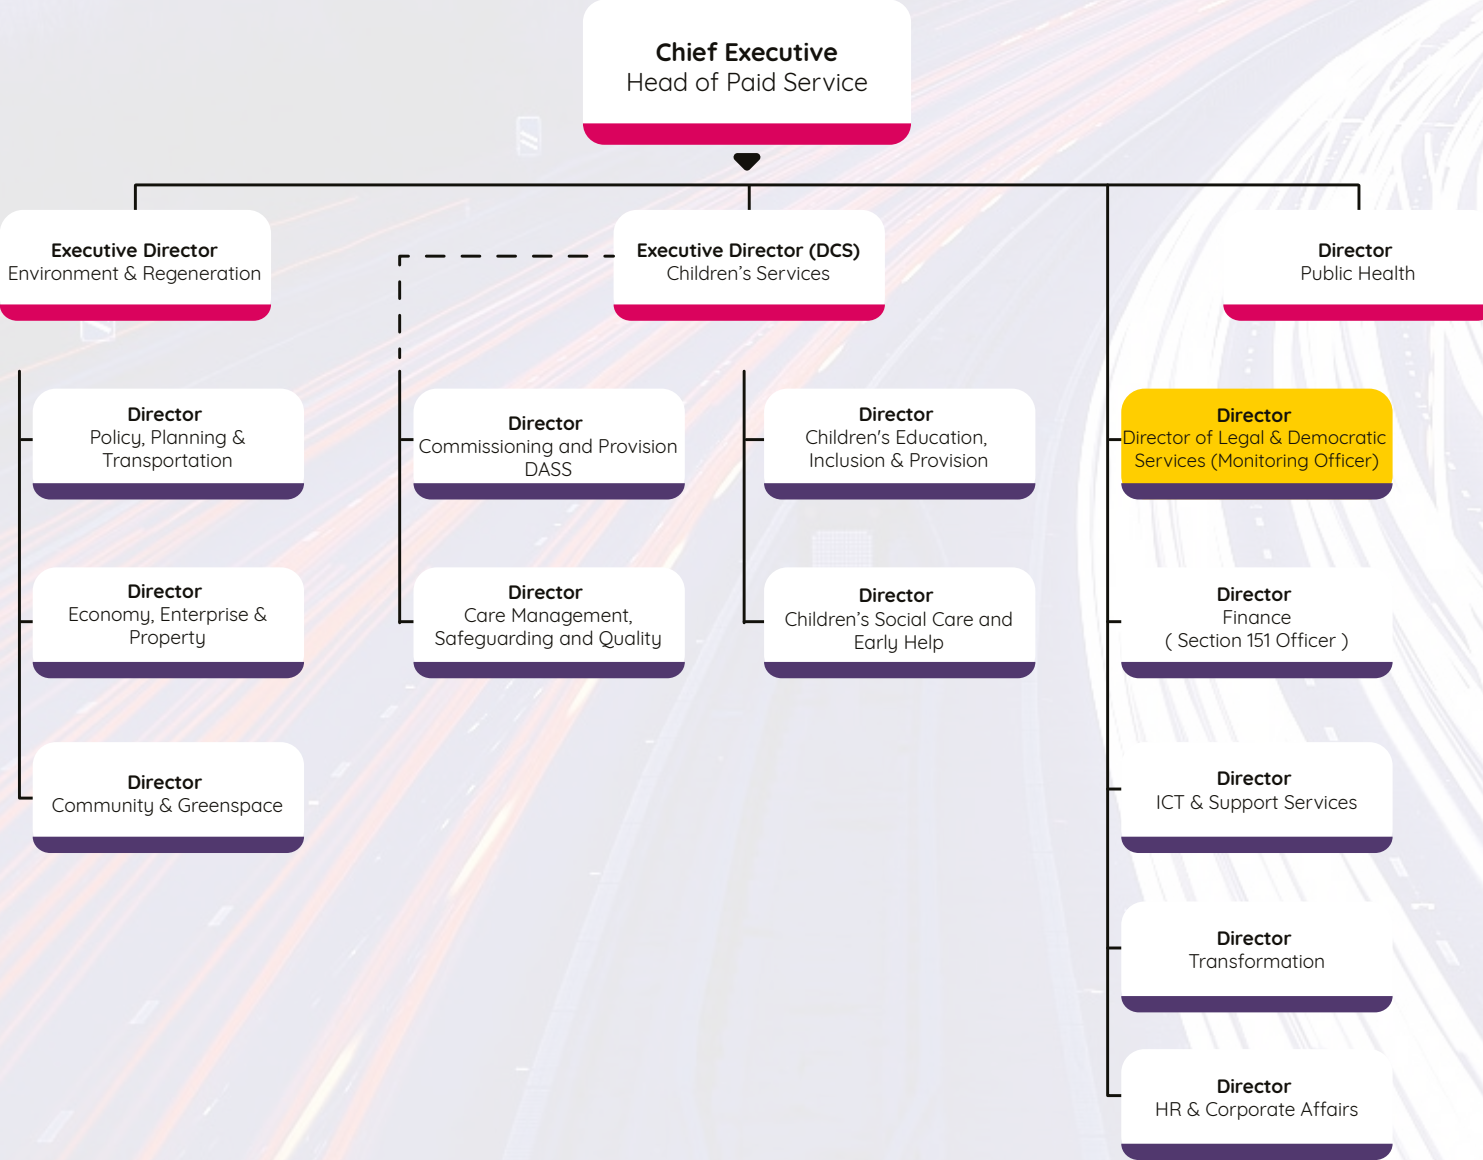 Chief Executive
Head of Paid Service
Executive Director
Environment & Regeneration
Executive Director (DCS)
Children’s Services
Director
Public Health
Director
Policy, Planning &
Transportation
Director
Commissioning and Provision
DASS
Director
Children's Education,
Inclusion & Provision
Director
Director of Legal & Democratic
Services (Monitoring Officer)
Director
Economy, Enterprise &
Property
Director
Care Management,
Safeguarding and Quality
Director
Children’s Social Care and
Early Help
Director
Finance
( Section 151 Officer )
Director
Community & Greenspace
Director
ICT & Support Services
Director
Transformation
Director
HR & Corporate Affairs